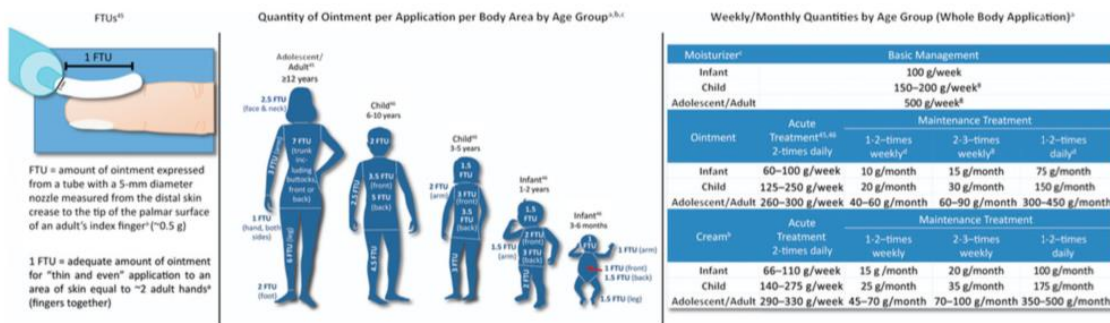 FTUs⁴⁵
1 FTU
FTU = amount of ointment expressed
from a tube with a 5-mm diameter
nozzle measured from the distal skin
crease to the tip of the palmar surface
of an adult's index finger (~0.5 g)
1 FTU = adequate amount of ointment
for "thin and even" application to an
area of skin equal to ~2 adult hands
(fingers together)
Quantity of Ointment per Application per Body Area by Age Group a,b,c
Adolescent/
Adult
≥12 years
2.5 FTU
(face & neck)
3 FTU (arm)
7 FTU
(trunk
inc-
luding
buttocks,
front or
back)
1 FTU
(hand, both
sides)
6 FTU (leg)
2 FTU
(foot)
Child
6-10 years
2 FTU
2.5 FTU
3.5 FTU
(front)
5 FTU
(back)
4.5 FTU
Child
3-5 years
1.5
FTU
2 FTU
(arm)
3 FTU
(front)
3.5
FTU
(back)
3 FTU
Infant
1-2 years
1.5
FTU
1.5 FTU
(arm)
2 FTU
(front)
3 FTU
(back)
2 FTU
Infant
3-6 months
1
FTU
1 FTU (arm)
1 FTU (front)
1.5 FTU (back)
1.5 FTU (leg)
Weekly/Monthly Quantities by Age Group (Whole Body Application)
Moisturizer Basic Management
Infant 100 g/week
Child 150–200 g/week
Adolescent/Adult 500 g/week
Ointment Acute Treatment 2-times daily Maintenance Treatment
1-2–times weekly 2-3–times weekly 1-2–times daily
Infant 60–100 g/week 10 g/month 15 g/month 75 g/month
Child 125–250 g/week 20 g/month 30 g/month 150 g/month
Adolescent/Adult 260–300 g/week 40–60 g/month 60–90 g/month 300–450 g/month
Cream Acute Treatment 2-times daily Maintenance Treatment
1-2–times weekly 2-3–times weekly 1-2–times daily
Infant 66–110 g/week 15 g/month 20 g/month 100 g/month
Child 140–275 g/week 25 g/month 35 g/month 175 g/month
Adolescent/Adult 290–330 g/week 45–70 g/month 70–100 g/month 350–500 g/month